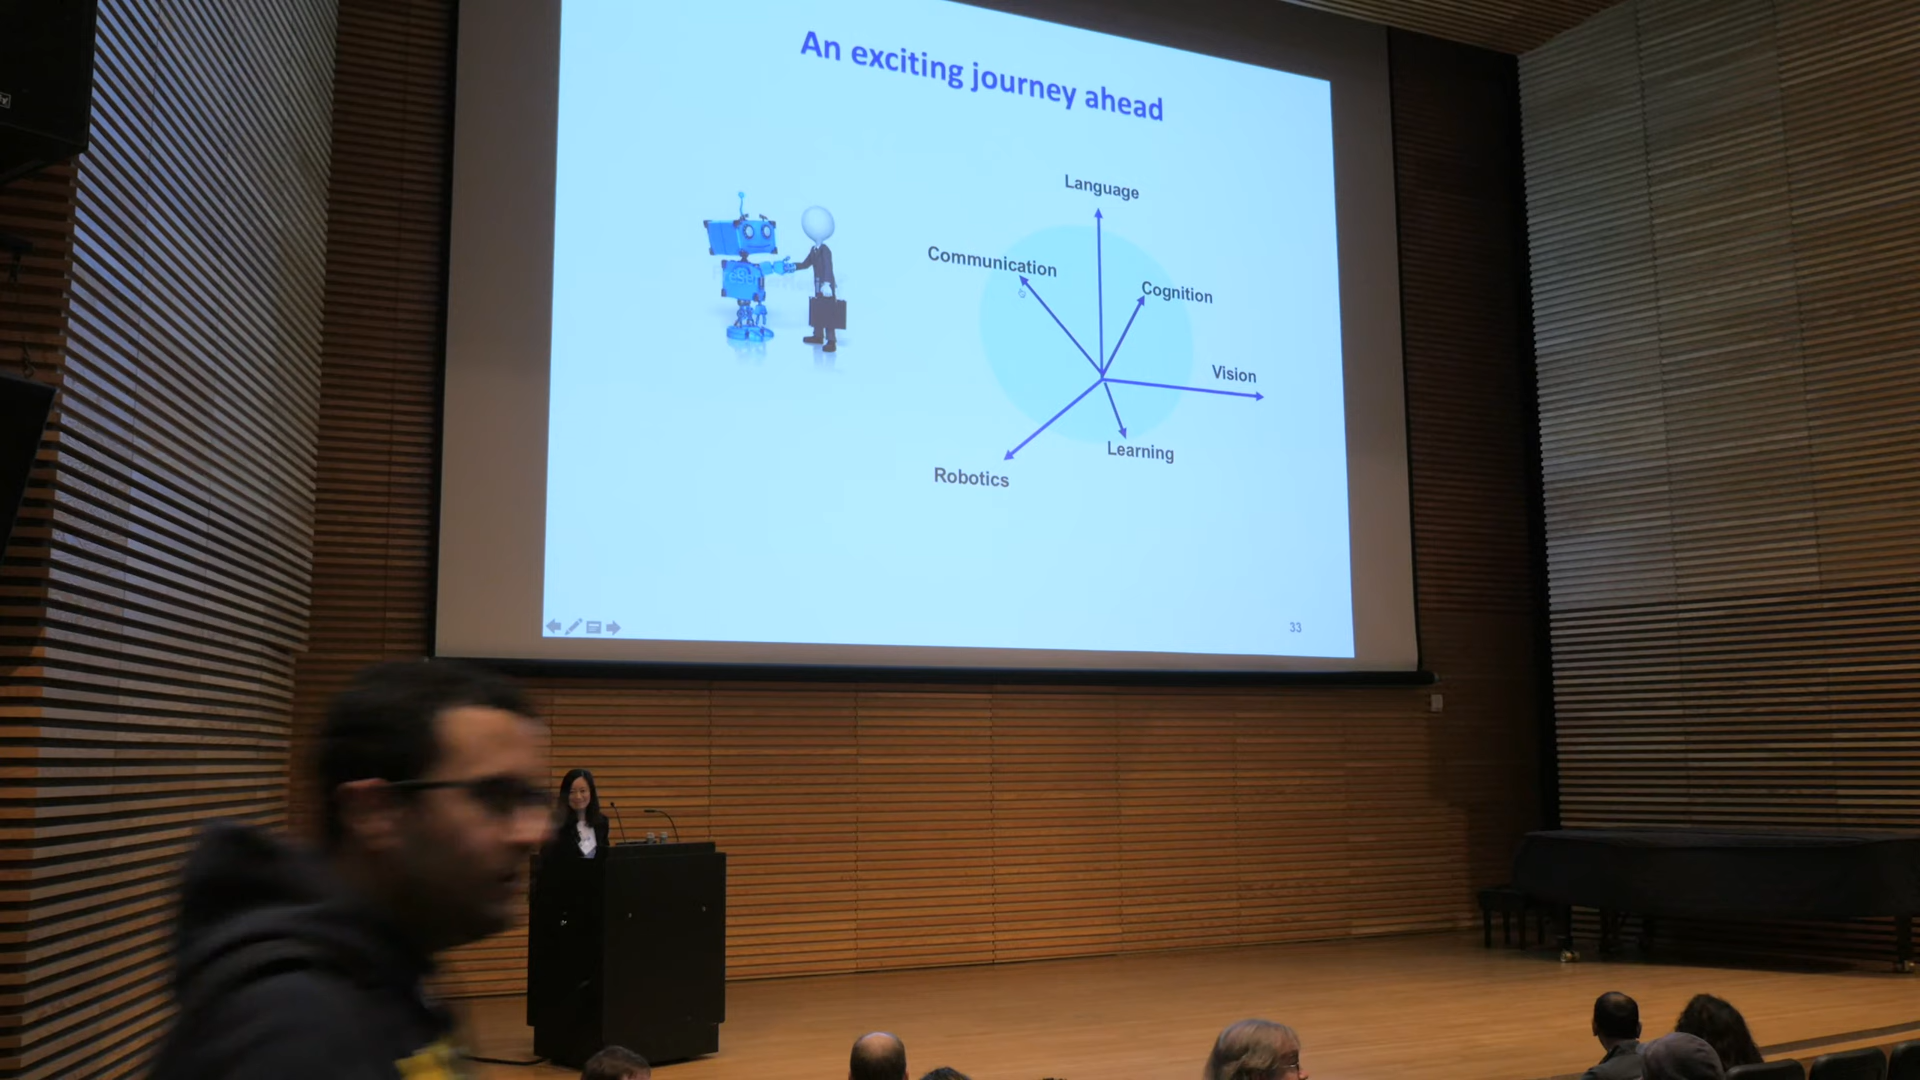 An exciting journey ahead
Language
Communication
Cognition
Vision
Learning
Robotics
33